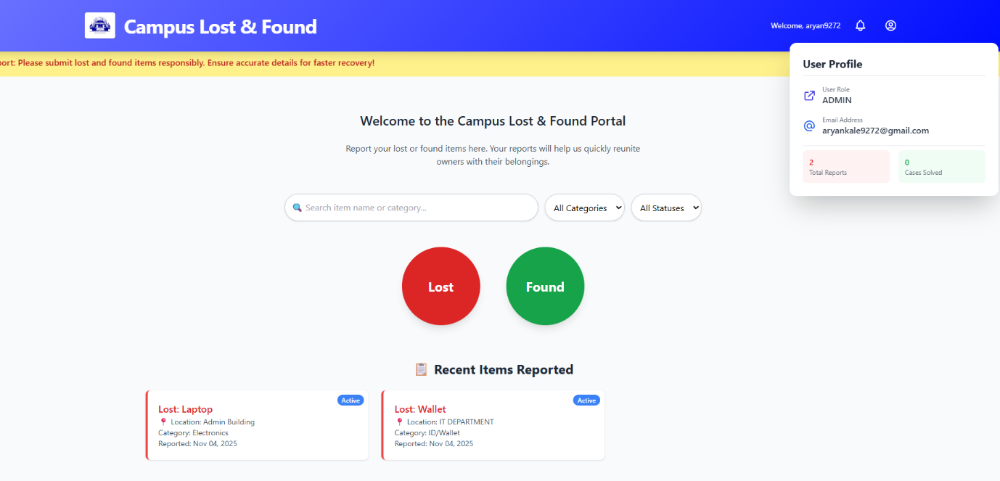 Campus Lost & Found
Welcome, aryan9272
ort: Please submit lost and found items responsibly. Ensure accurate details for faster recovery!
User Profile
User Role
ADMIN
Email Address
aryankale9272@gmail.com
2
Total Reports
0
Cases Solved
Welcome to the Campus Lost & Found Portal
Report your lost or found items here. Your reports will help us quickly reunite
owners with their belongings.
Search item name or category...
All Categories
All Statuses
Lost
Found
Recent Items Reported
Active
Lost: Laptop
Location: Admin Building
Category: Electronics
Reported: Nov 04, 2025
Active
Lost: Wallet
Location: IT DEPARTMENT
Category: ID/Wallet
Reported: Nov 04, 2025